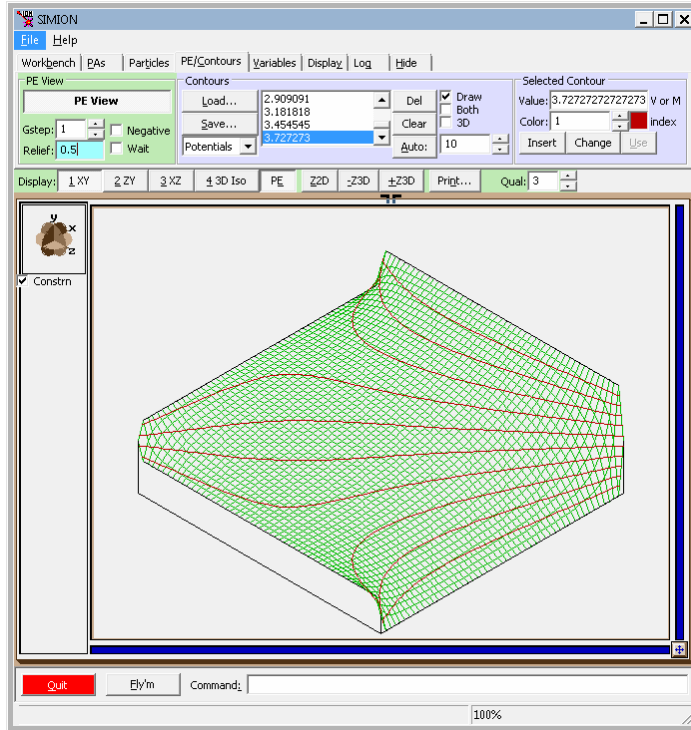 SIMION
File Help
Workbench PAs Particles PE/Contours Variables Display Log Hide
PE View Contours Selected Contour
PE View Load... 2.909091 Del Draw Value: 3.72727272727273 V or M
3.181818 Both
Gstep: 1 Negative Save... 3.454545 Clear 3D Color: 1 index
Relief: 0.5 Wait Potentials 3.727273 Auto: 10 Insert Change Use
Display: 1 XY 2 ZY 3 XZ 4 3D Iso PE Z2D -Z3D +Z3D Print... Qual: 3
y
x
z
Constrn
Quit Fly'm Command:
100%